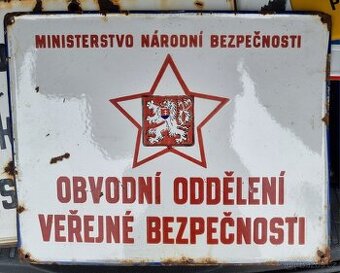 MINISTERSTVO NÁRODNÍ BEZPEČNOSTI
OBVODNÍ ODDĚLENÍ
VEŘEJNÉ BEZPEČNOSTI